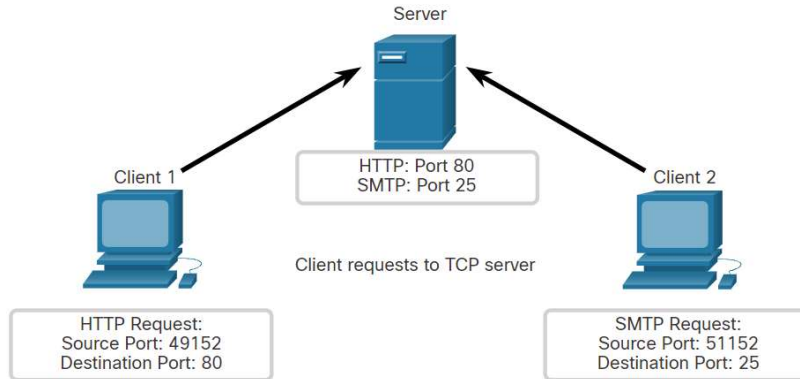 Server
HTTP: Port 80
SMTP: Port 25
Client 1
Client 2
Client requests to TCP server
HTTP Request:
Source Port: 49152
Destination Port: 80
SMTP Request:
Source Port: 51152
Destination Port: 25